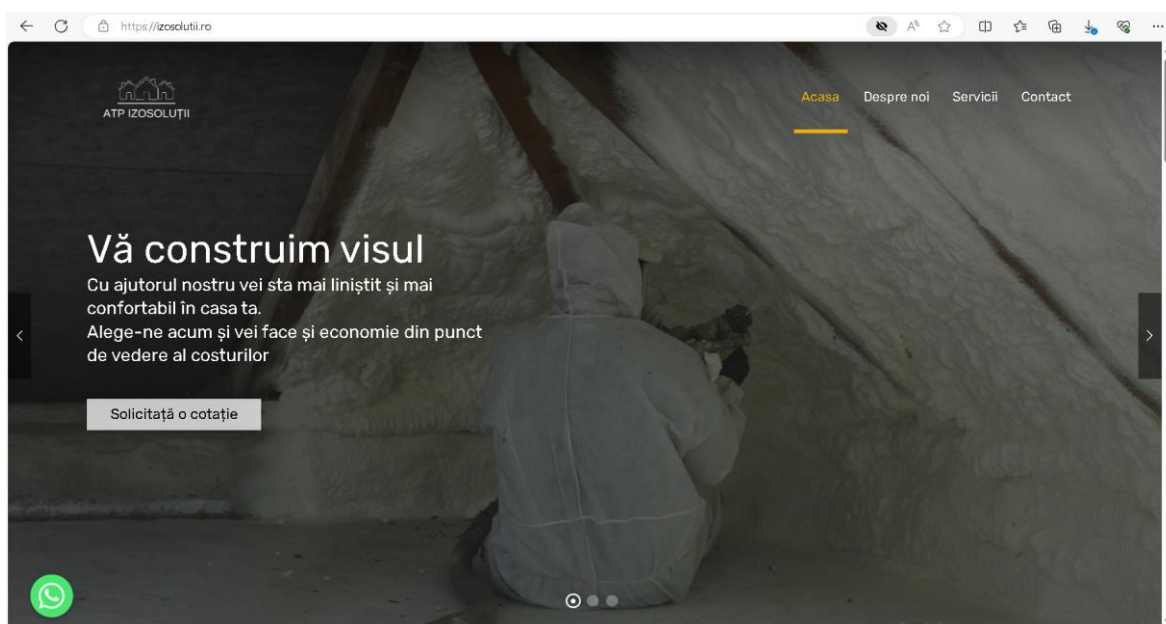 https://izosolutii.ro
ATP IZOSOLUȚII
Acasa Despre noi Servicii Contact
Vă construim visul
Cu ajutorul nostru vei sta mai liniștit și mai
confortabil în casa ta.
Alege-ne acum și vei face și economie din punct
de vedere al costurilor
Solicitață o cotație